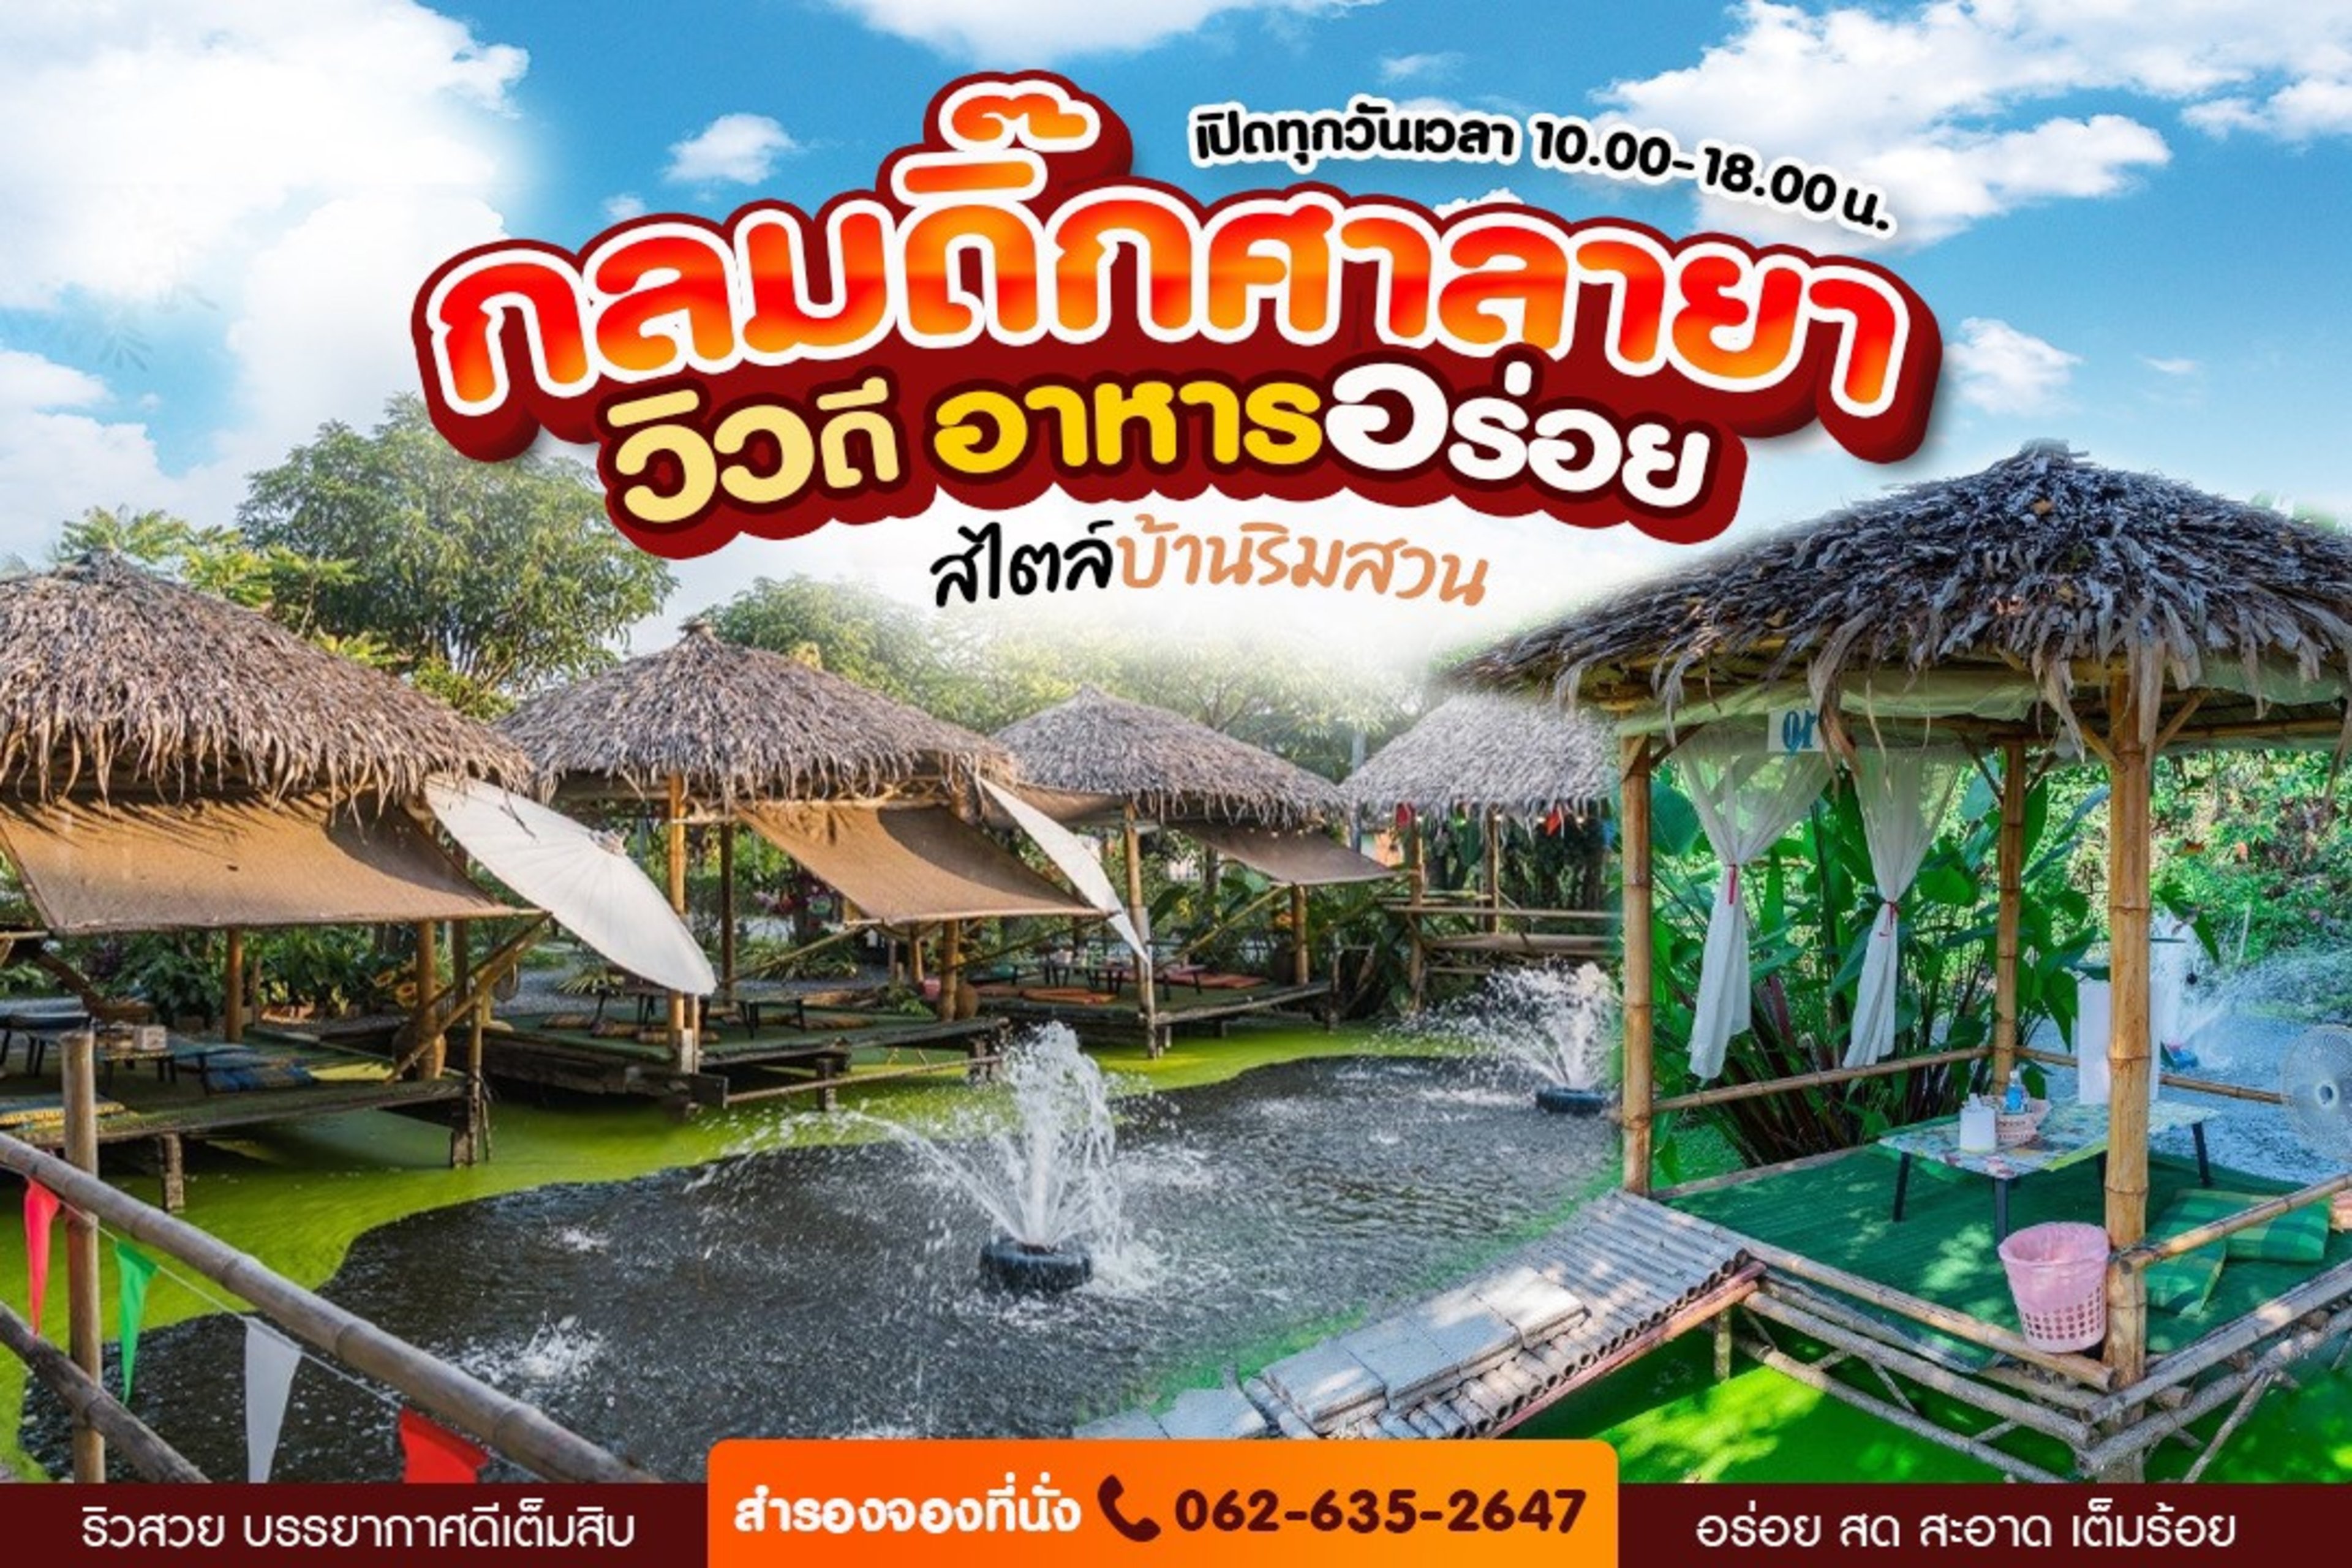 เปิดทุกวันเวลา 10.00-18.00 น.
กลมดิ๊กศาลายา
วิวดี อาหารอร่อย
สไตล์บ้านริมสวน
ริวสวย บรรยากาศดีเต็มสิบ
สำรองจองที่นั่ง 062-635-2647
อร่อย สด สะอาด เต็มร้อย